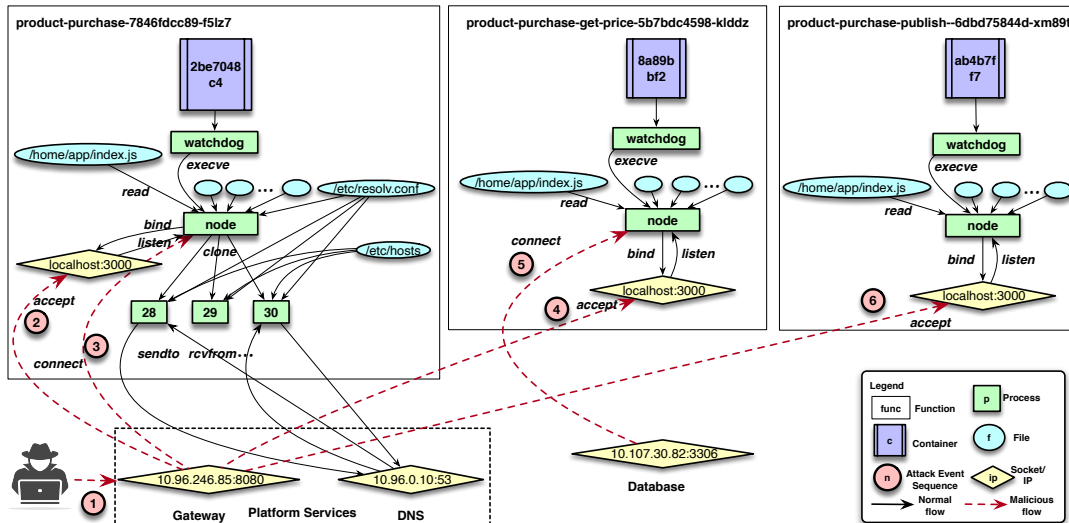 product-purchase-7846fdcc89-f5lz7
product-purchase-get-price-5b7bdc4598-klddz
product-purchase-publish--6dbd75844d-xm89f
2be7048
c4
8a89b
bf2
ab4b7f
f7
watchdog
watchdog
watchdog
/home/app/index.js
execve
/etc/resolv.conf
read
...
node
bind
listen
clone
/etc/hosts
localhost:3000
accept
2
28
29
30
3
connect
sendto
rcvfrom...
execve
/home/app/index.js
read
...
node
connect
5
bind
listen
localhost:3000
4
accept
execve
/home/app/index.js
read
...
node
bind
listen
6
localhost:3000
accept
1
10.96.246.85:8080
10.96.0.10:53
Gateway
Platform Services
DNS
10.107.30.82:3306
Database
Legend
func
Function
p
Process
c
Container
f
File
n
Attack Event
Sequence
ip
Socket/
IP
Normal
flow
Malicious
flow